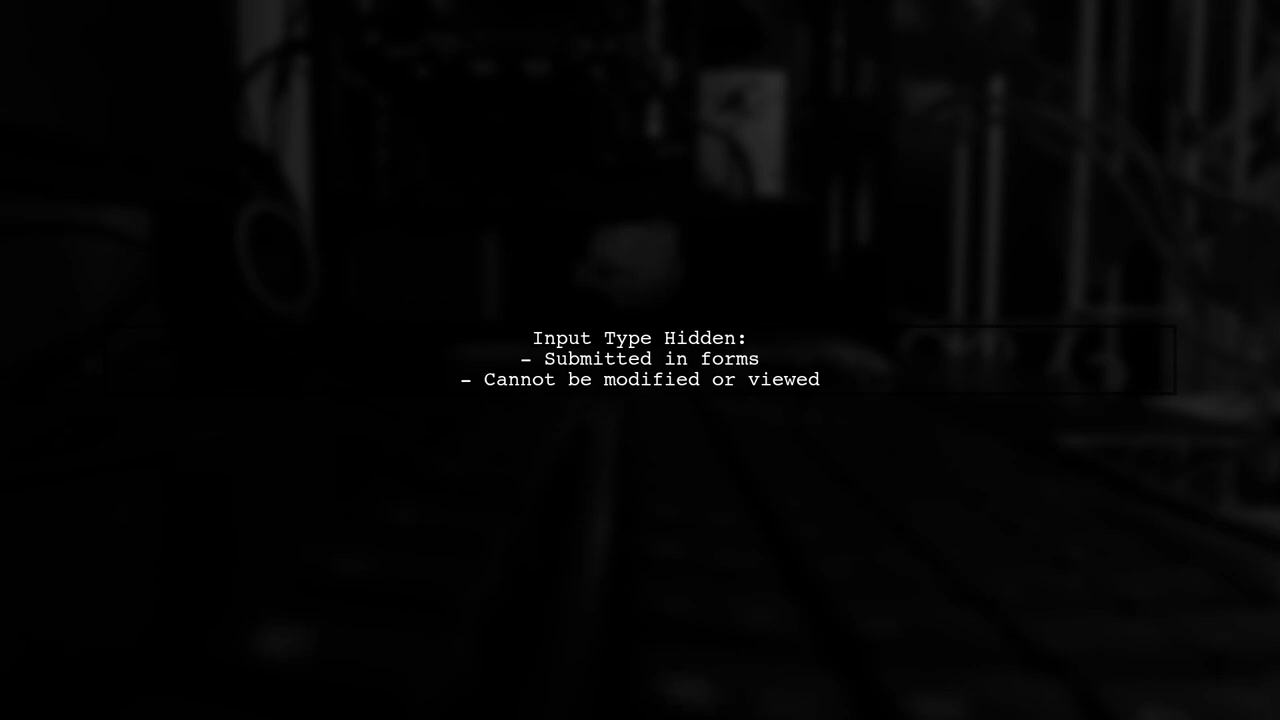 Input Type Hidden:
- Submitted in forms
- Cannot be modified or viewed